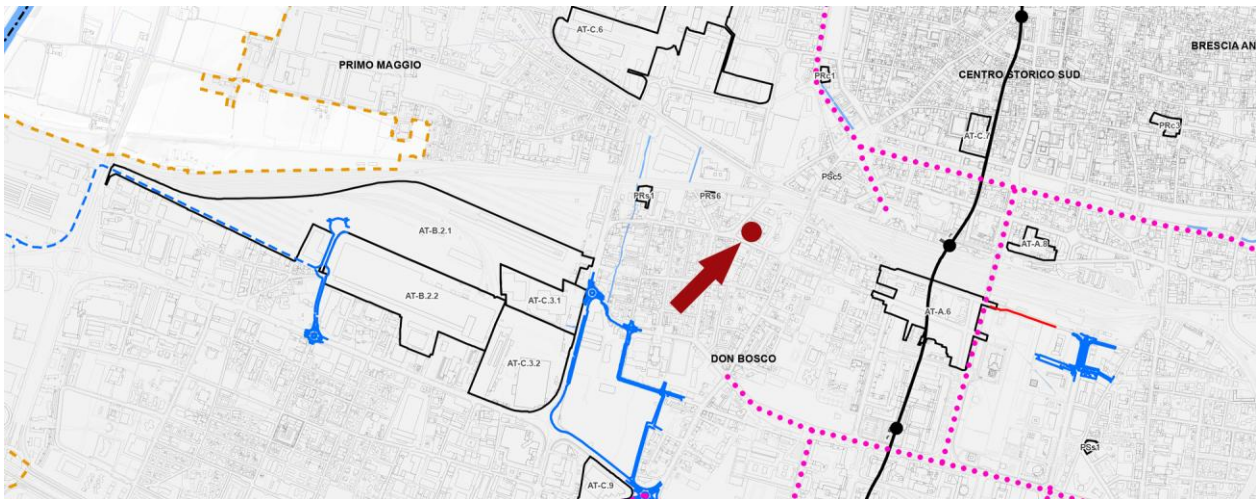 AT-C.6
BRESCIA AN
PRIMO MAGGIO
CENTRO STORICO SUD
PRc1
PRc3
AT-C.7
PSc5
PRs1
PRs6
AT-B.2.1
AT-A.8
AT-B.2.2
AT-C.3.1
AT-A.6
AT-C.3.2
DON BOSCO
PSs1
AT-C.9